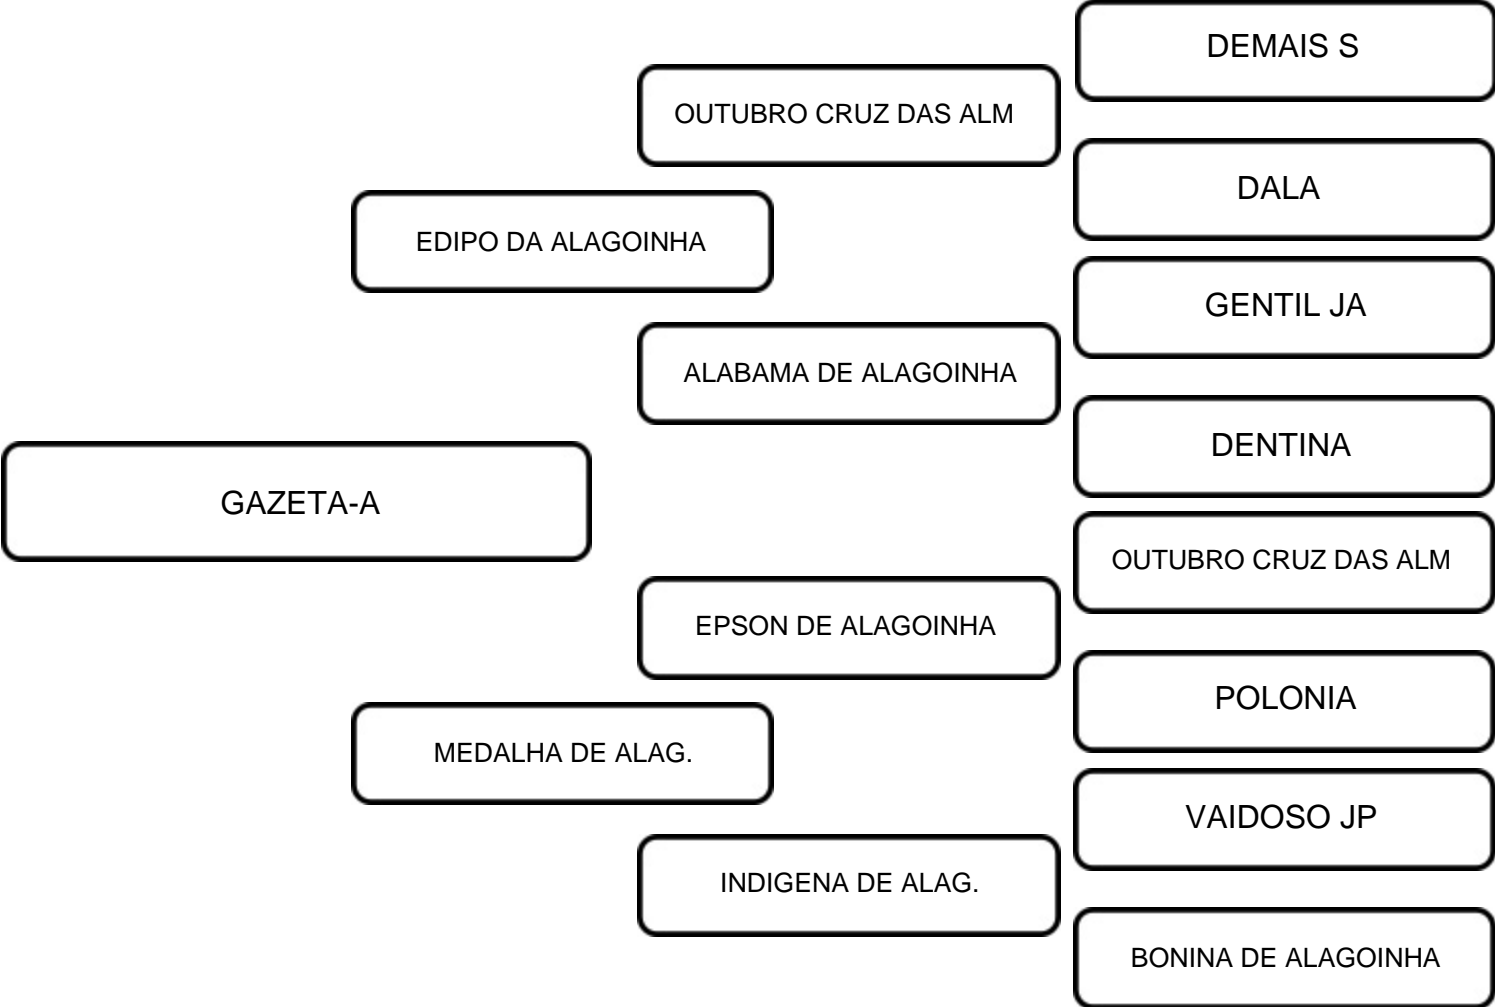 DEMAIS S
OUTUBRO CRUZ DAS ALM
DALA
EDIPO DA ALAGOINHA
GENTIL JA
ALABAMA DE ALAGOINHA
DENTINA
GAZETA-A
OUTUBRO CRUZ DAS ALM
EPSON DE ALAGOINHA
POLONIA
MEDALHA DE ALAG.
VAIDOSO JP
INDIGENA DE ALAG.
BONINA DE ALAGOINHA